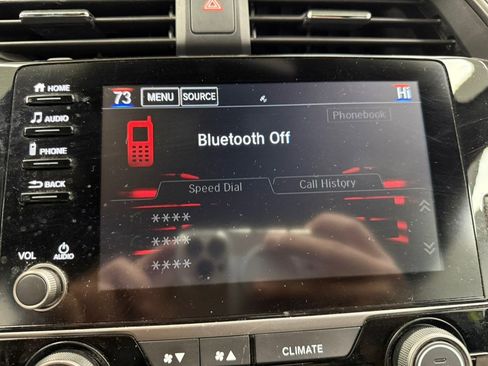 HOME
AUDIO
PHONE
BACK
VOL
AUDIO
73 MENU SOURCE Hi
Phonebook
Bluetooth Off
Speed Dial Call History
****
****
****
CLIMATE